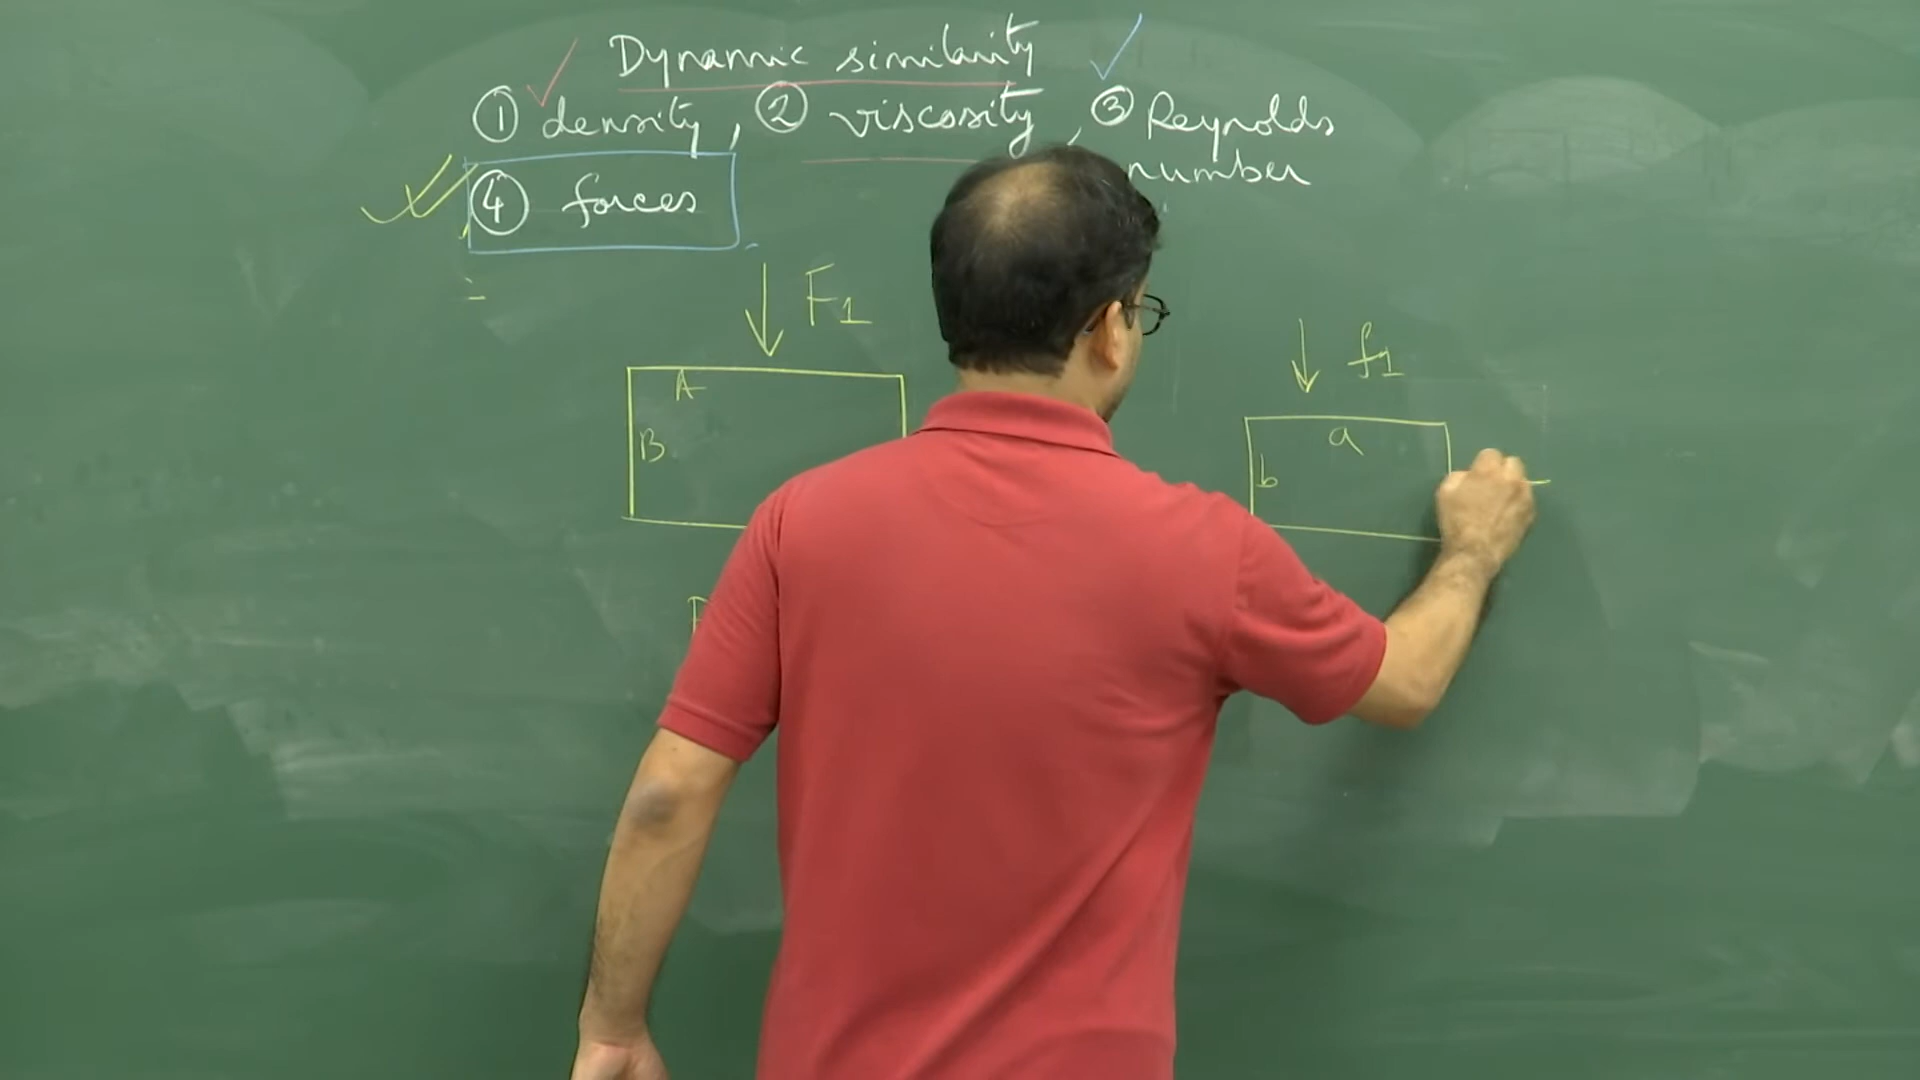 Dynamic similarity
① density, ② viscosity, ③ Reynolds
number
④ forces
F1
f1
A
a
B
b